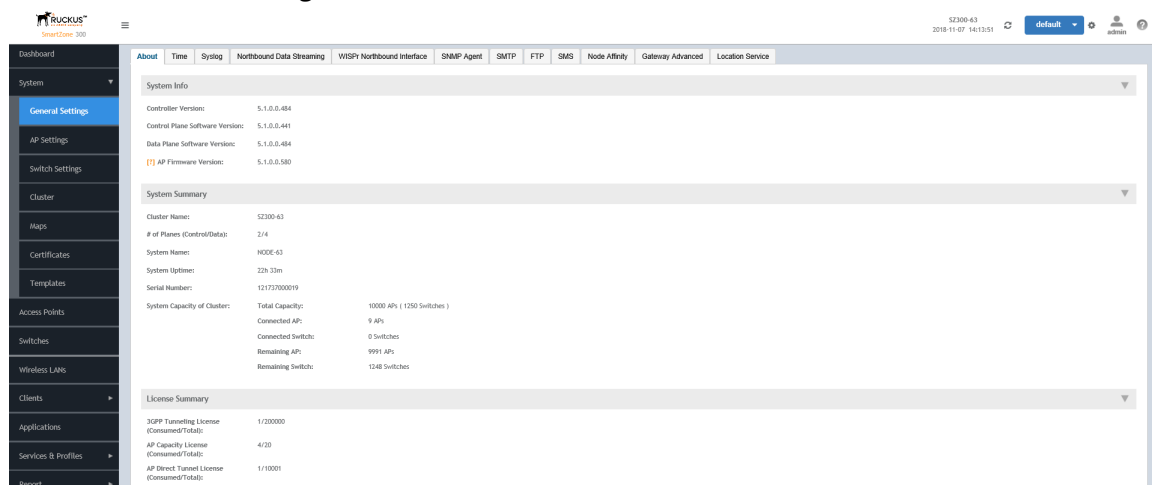 RUCKUS™
SmartZone 300
SZ300-63
2018-11-07 14:13:51
default
admin
Dashboard
System
General Settings
AP Settings
Switch Settings
Cluster
Maps
Certificates
Templates
Access Points
Switches
Wireless LANs
Clients
Applications
Services & Profiles
Report
About Time Syslog Northbound Data Streaming WISPr Northbound Interface SNMP Agent SMTP FTP SMS Node Affinity Gateway Advanced Location Service
System Info
Controller Version: 5.1.0.0.484
Control Plane Software Version: 5.1.0.0.441
Data Plane Software Version: 5.1.0.0.484
[?] AP Firmware Version: 5.1.0.0.580
System Summary
Cluster Name: SZ300-63
# of Planes (Control/Data): 2/4
System Name: NODE-63
System Uptime: 22h 33m
Serial Number: 121737000019
System Capacity of Cluster: Total Capacity: 10000 APs ( 1250 Switches )
Connected AP: 9 APs
Connected Switch: 0 Switches
Remaining AP: 9991 APs
Remaining Switch: 1248 Switches
License Summary
3GPP Tunneling License 1/200000
(Consumed/Total):
AP Capacity License 4/20
(Consumed/Total):
AP Direct Tunnel License 1/10001
(Consumed/Total):